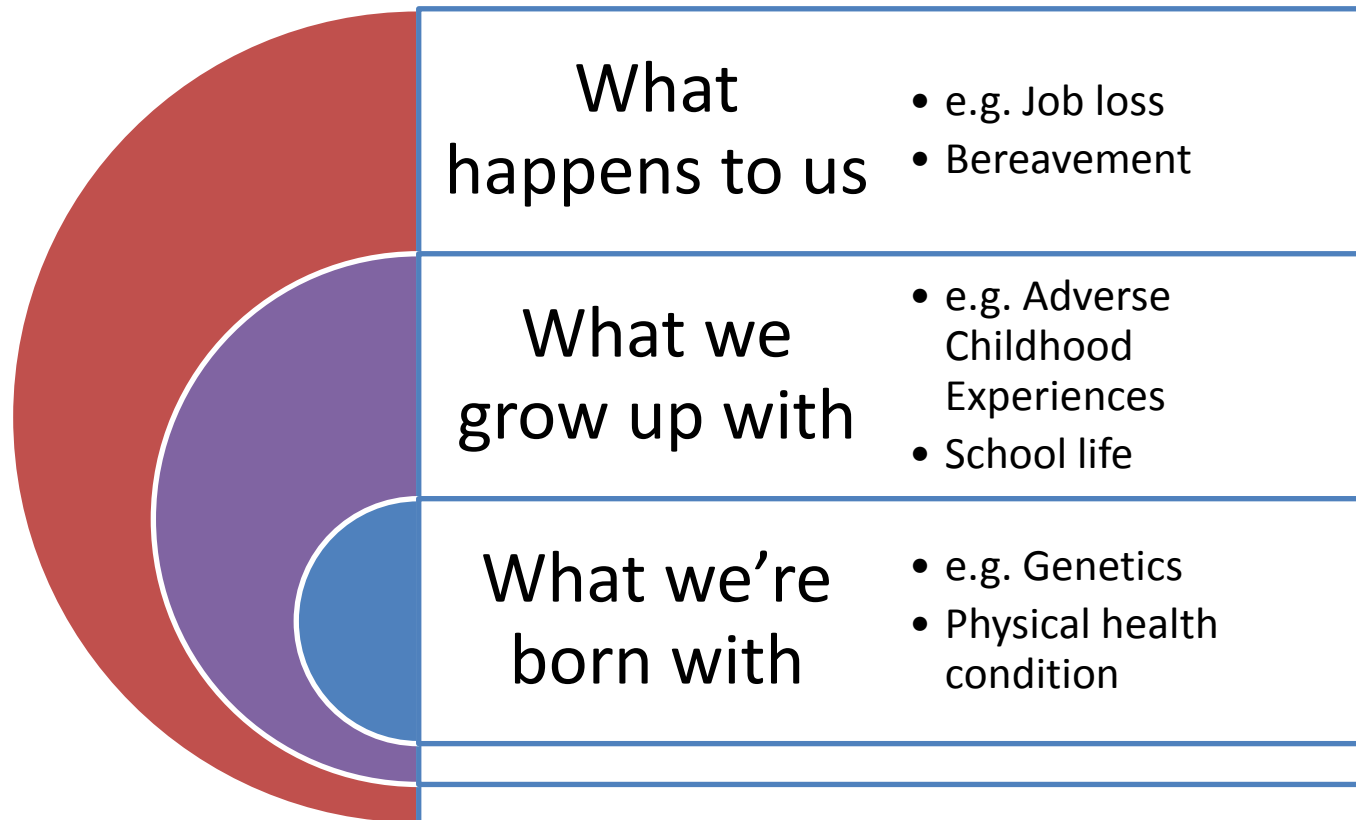 What
happens to us
• e.g. Job loss
• Bereavement
What we
grow up with
• e.g. Adverse
Childhood
Experiences
• School life
What we’re
born with
• e.g. Genetics
• Physical health
condition